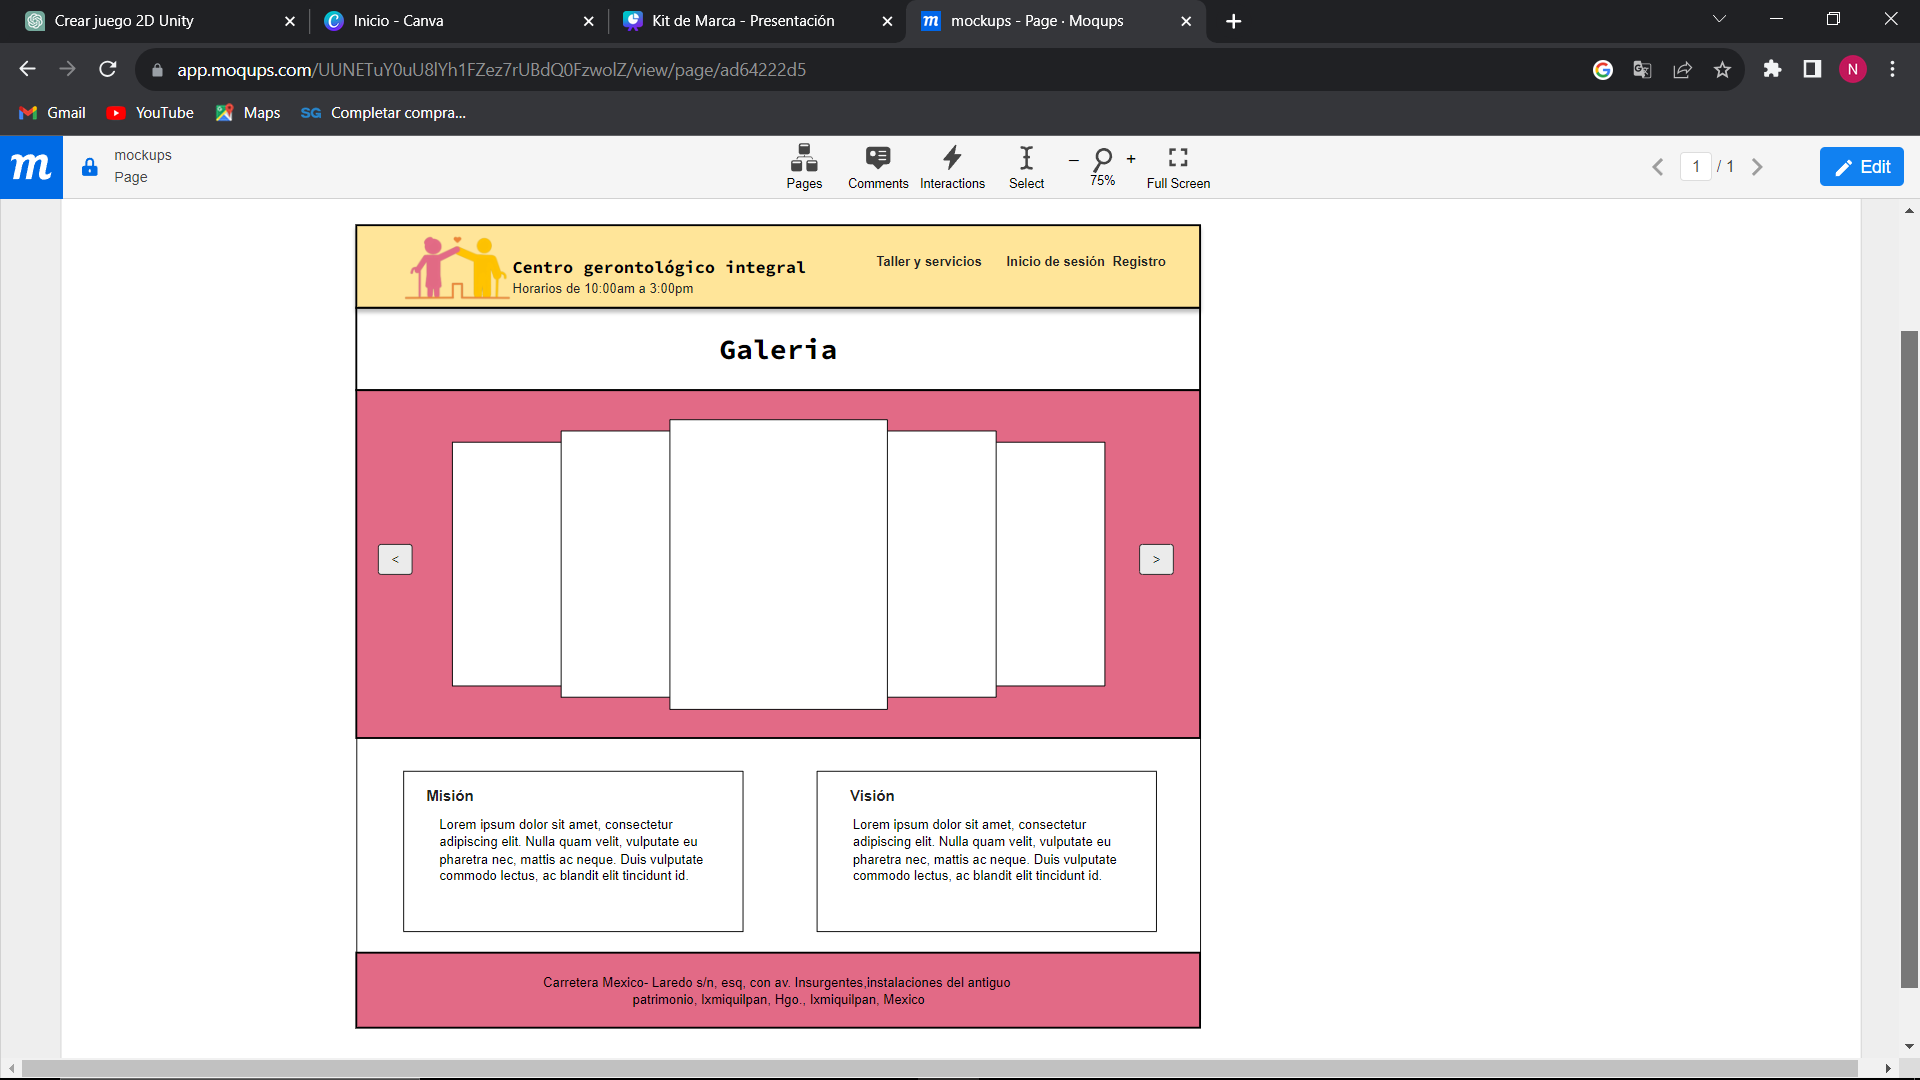 Crear juego 2D Unity
Inicio - Canva
Kit de Marca - Presentación
mockups - Page · Moqups
app.moqups.com/UUNETuY0uU8lYh1FZez7rUBdQ0FzwolZ/view/page/ad64222d5
N
Gmail
YouTube
Maps
SG Completar compra...
m
mockups
Page
Pages
Comments
Interactions
Select
– 75% +
Full Screen
1 / 1
Edit
Centro gerontológico integral
Horarios de 10:00am a 3:00pm
Taller y servicios
Inicio de sesión
Registro
Galeria
<
>
Misión
Lorem ipsum dolor sit amet, consectetur
adipiscing elit. Nulla quam velit, vulputate eu
pharetra nec, mattis ac neque. Duis vulputate
commodo lectus, ac blandit elit tincidunt id.
Visión
Lorem ipsum dolor sit amet, consectetur
adipiscing elit. Nulla quam velit, vulputate eu
pharetra nec, mattis ac neque. Duis vulputate
commodo lectus, ac blandit elit tincidunt id.
Carretera Mexico- Laredo s/n, esq, con av. Insurgentes,instalaciones del antiguo
patrimonio, Ixmiquilpan, Hgo., Ixmiquilpan, Mexico